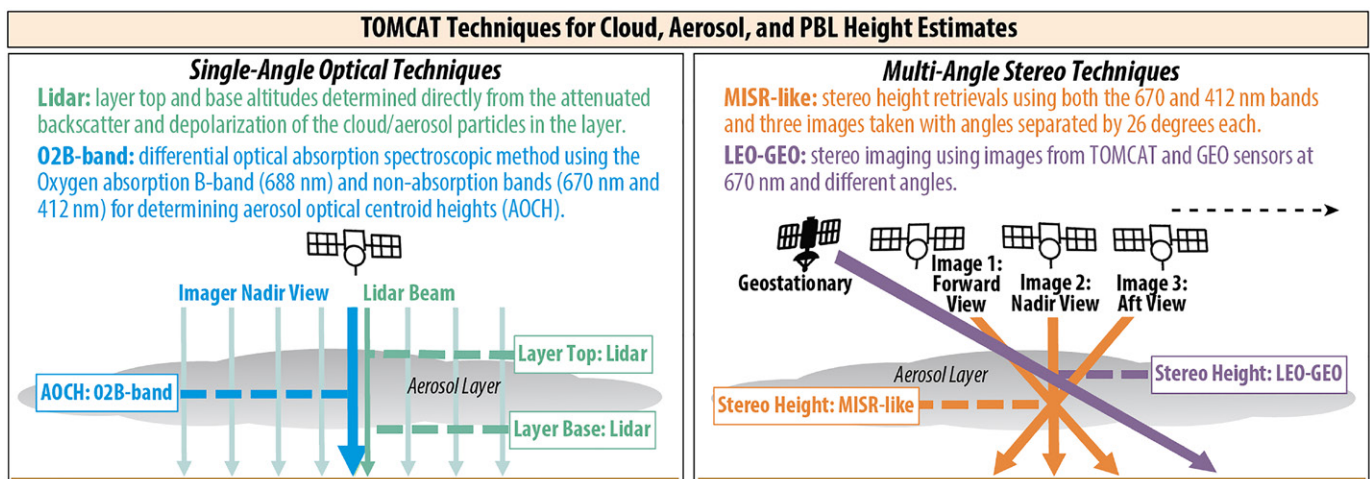 TOMCAT Techniques for Cloud, Aerosol, and PBL Height Estimates
Single-Angle Optical Techniques
Lidar: layer top and base altitudes determined directly from the attenuated
backscatter and depolarization of the cloud/aerosol particles in the layer.
O2B-band: differential optical absorption spectroscopic method using the
Oxygen absorption B-band (688 nm) and non-absorption bands (670 nm and
412 nm) for determining aerosol optical centroid heights (AOCH).
Imager Nadir View
Lidar Beam
Layer Top: Lidar
Aerosol Layer
AOCH: O2B-band
Layer Base: Lidar
Multi-Angle Stereo Techniques
MISR-like: stereo height retrievals using both the 670 and 412 nm bands
and three images taken with angles separated by 26 degrees each.
LEO-GEO: stereo imaging using images from TOMCAT and GEO sensors at
670 nm and different angles.
Geostationary
Image 1:
Forward
View
Image 2:
Nadir View
Image 3:
Aft View
Aerosol Layer
Stereo Height: LEO-GEO
Stereo Height: MISR-like